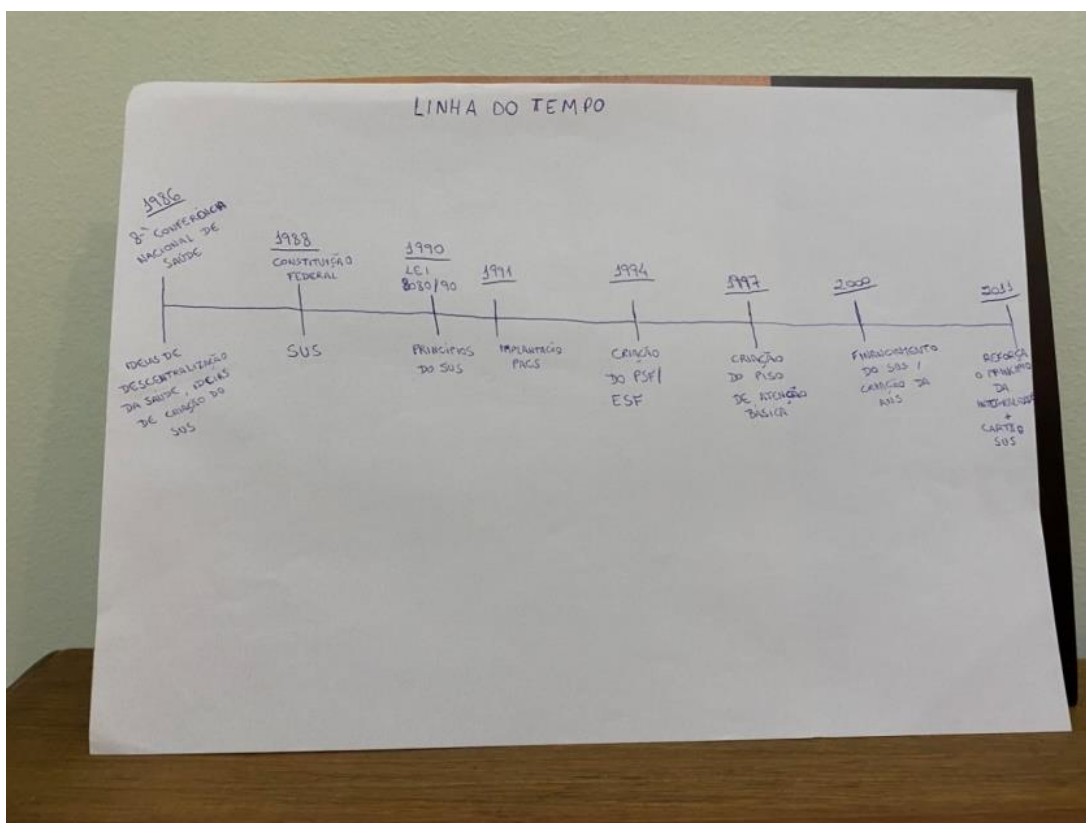 LINHA DO TEMPO
1986
8ª CONFERÊNCIA
NACIONAL DE
SAÚDE
IDEIAS DE
DESCENTRALIZAÇÃO
DA SAÚDE, IDEIAS
DE CRIAÇÃO DO
SUS
1988
CONSTITUIÇÃO
FEDERAL
SUS
1990
LEI
8080/90
PRINCÍPIOS
DO SUS
1991
IMPLANTAÇÃO
PACS
1994
CRIAÇÃO
DO PSF/
ESF
1997
CRIAÇÃO
DO PISO
DE ATENÇÃO
BÁSICA
2000
FINANCIAMENTO
DO SUS /
CRIAÇÃO DA
ANS
2011
REFORÇA
O PRINCÍPIO
DA
+
CARTÃO
SUS